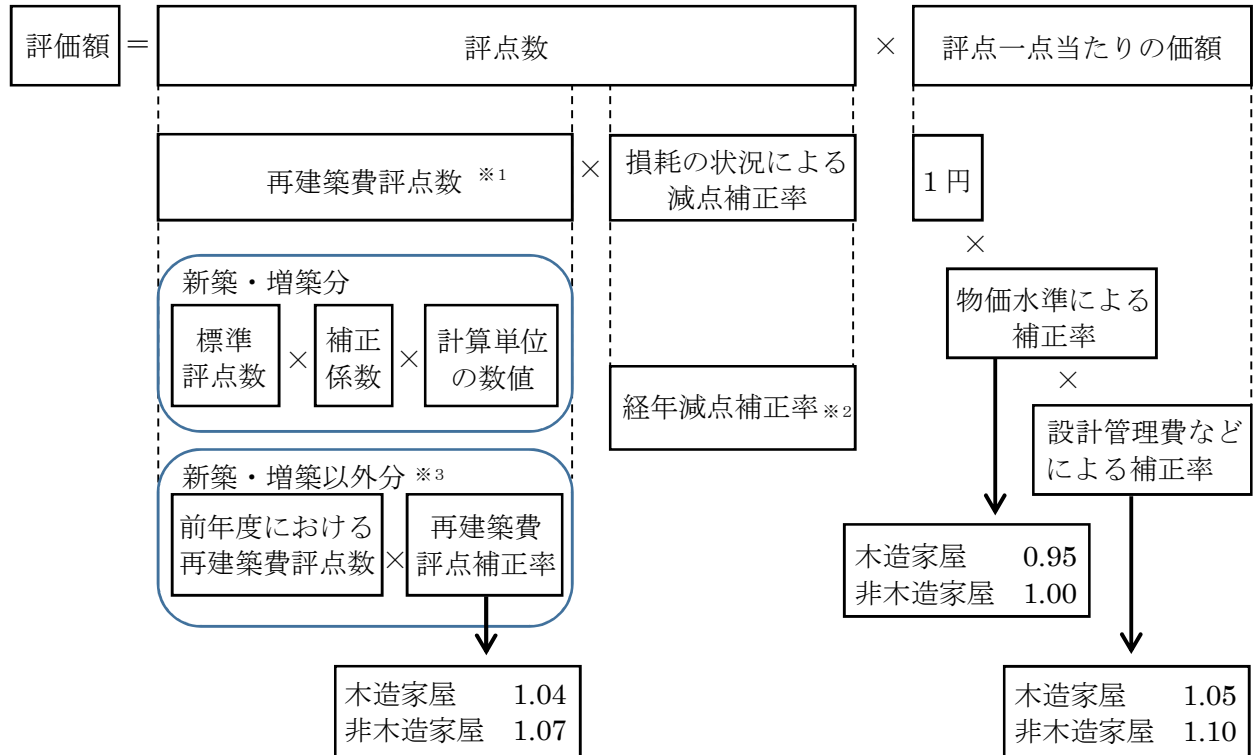 評価額 = 評点数 × 評点一点当たりの価額
再建築費評点数 ※1 × 損耗の状況による
減点補正率
1 円
×
物価水準による
補正率
×
設計管理費など
による補正率
新築・増築分
標準
評点数
×
補正
係数
×
計算単位
の数値
経年減点補正率※2
新築・増築以外分 ※3
前年度における
再建築費評点数
×
再建築費
評点補正率
木造家屋 0.95
非木造家屋 1.00
木造家屋 1.04
非木造家屋 1.07
木造家屋 1.05
非木造家屋 1.10